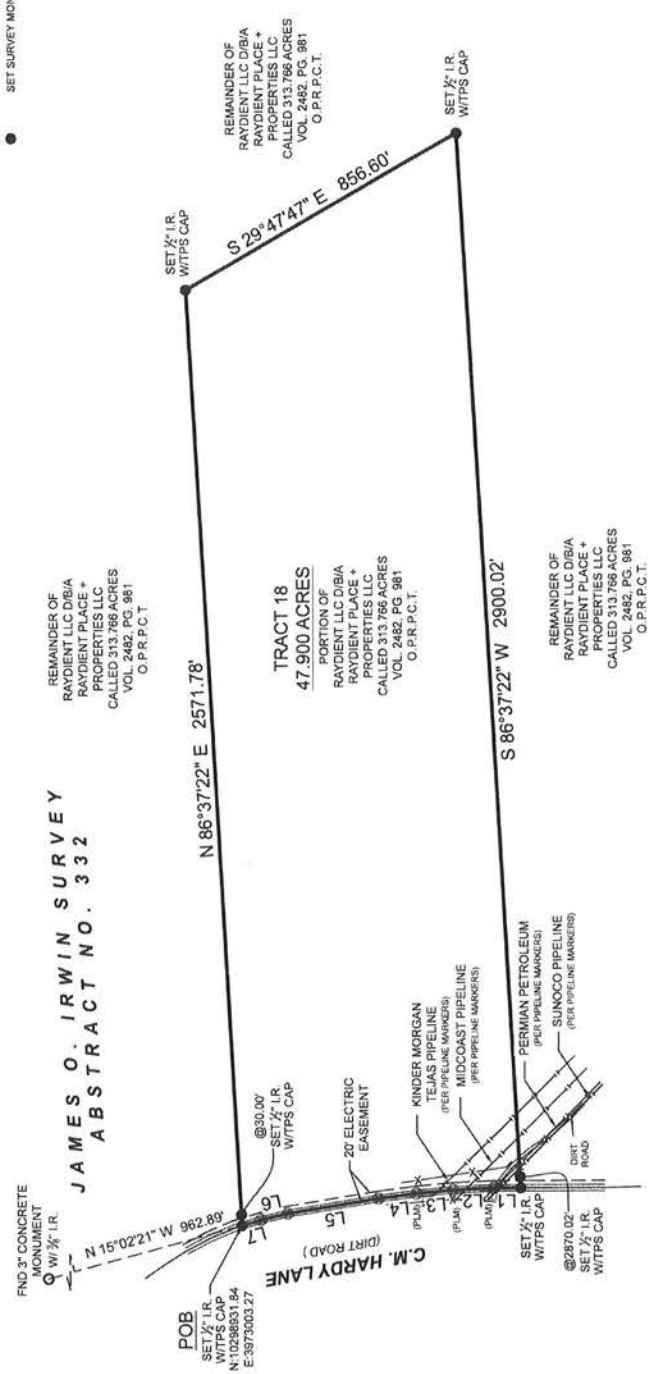 SET SURVEY MON
FND 3" CONCRETE
MONUMENT
W/ ⅝" I.R.
N 15°02'21" W 962.89'
JAMES O. IRWIN SURVEY
ABSTRACT NO. 332
REMAINDER OF
RAYDIENT LLC D/B/A
RAYDIENT PLACE +
PROPERTIES LLC
CALLED 313.766 ACRES
VOL. 2482, PG. 981
O.P.R.P.C.T
REMAINDER OF
RAYDIENT LLC D/B/A
RAYDIENT PLACE +
PROPERTIES LLC
CALLED 313.766 ACRES
VOL. 2482, PG. 981
O.P.R.P.C.T.
SET ½" I.R.
W/TPS CAP
S 29°47'47" E 856.60'
SET ½" I.R.
W/TPS CAP
N 86°37'22" E 2571.78'
POB
SET ½" I.R.
W/TPS CAP
N:10298931.84
E:3973003.27
@30.00'
SET ½" I.R.
W/TPS CAP
TRACT 18
47.900 ACRES
PORTION OF
RAYDIENT LLC D/B/A
RAYDIENT PLACE +
PROPERTIES LLC
CALLED 313.766 ACRES
VOL. 2482, PG. 981
O.P.R.P.C.T.
L7
L6
L5
L4
L3
L2
L1
(PLM)
(PLM)
(PLM)
20' ELECTRIC
EASEMENT
C.M. HARDY LANE
(DIRT ROAD)
KINDER MORGAN
TEJAS PIPELINE
(PER PIPELINE MARKERS)
MIDCOAST PIPELINE
(PER PIPELINE MARKERS)
S 86°37'22" W 2900.02'
PERMIAN PETROLEUM
(PER PIPELINE MARKERS)
SUNOCO PIPELINE
(PER PIPELINE MARKERS)
DIRT
ROAD
SET ½" I.R.
W/TPS CAP
@2870.02'
SET ½" I.R.
W/TPS CAP
REMAINDER OF
RAYDIENT LLC D/B/A
RAYDIENT PLACE +
PROPERTIES LLC
CALLED 313.766 ACRES
VOL. 2482, PG. 981
O.P.R.P.C.T.